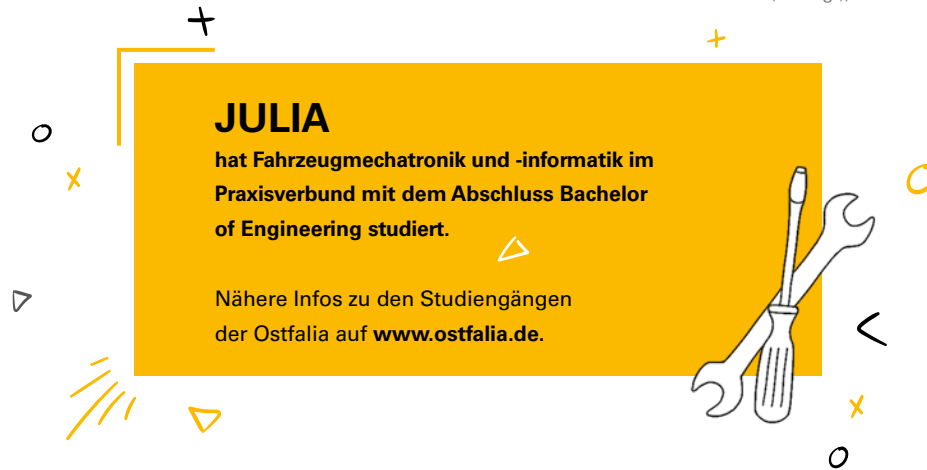 JULIA
hat Fahrzeugmechatronik und -informatik im
Praxisverbund mit dem Abschluss Bachelor
of Engineering studiert.
Nähere Infos zu den Studiengängen
der Ostfalia auf www.ostfalia.de.